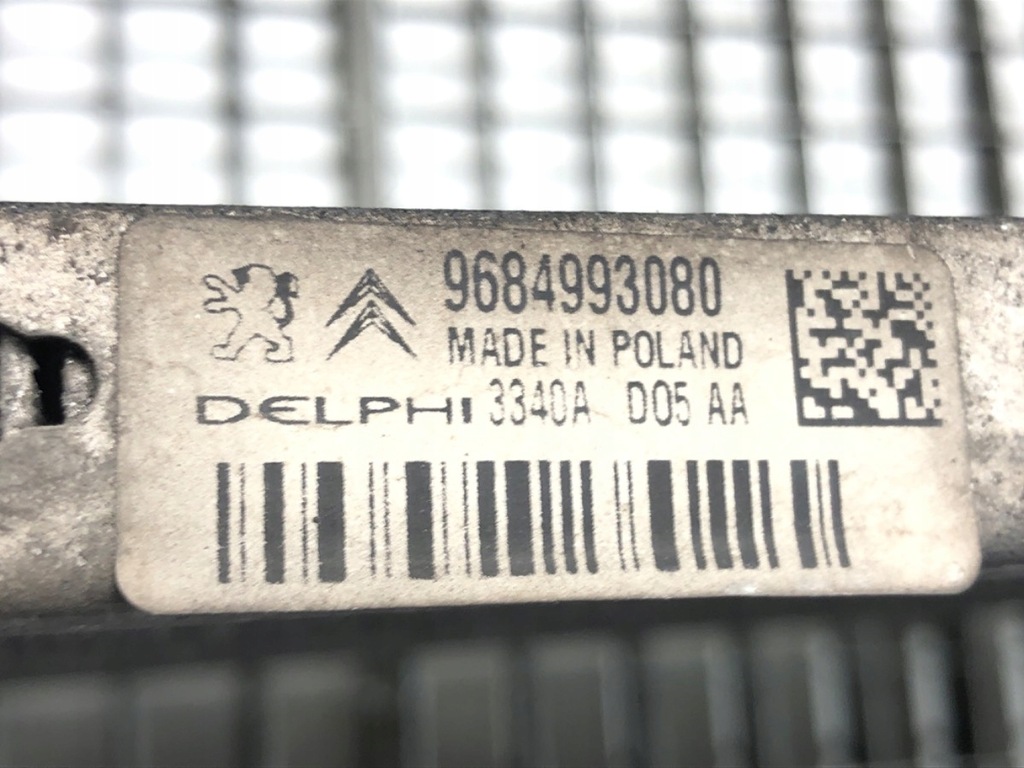 9684993080
MADE IN POLAND
DELPHI 3340A D05 AA